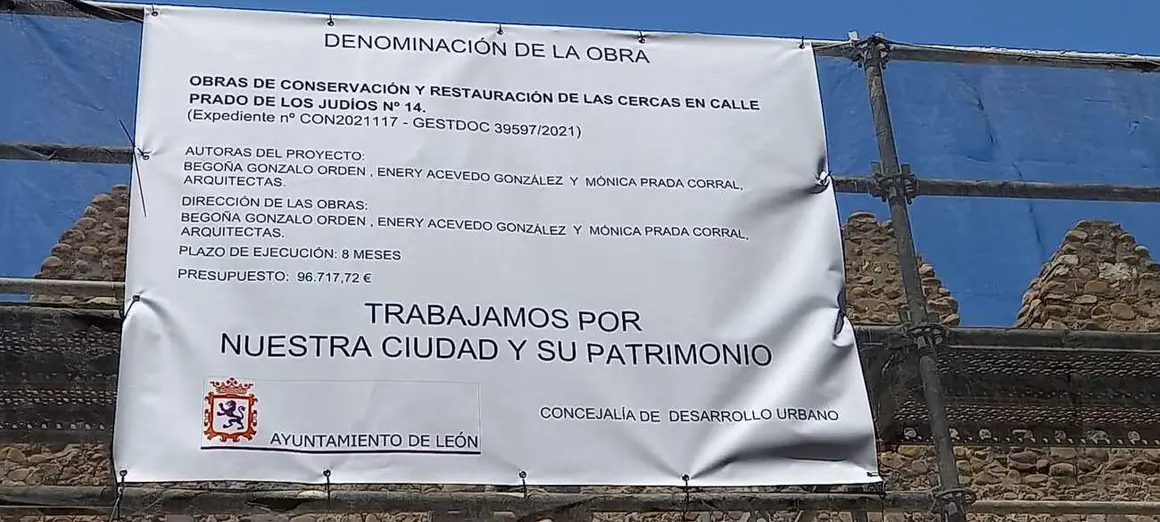 DENOMINACIÓN DE LA OBRA
OBRAS DE CONSERVACIÓN Y RESTAURACIÓN DE LAS CERCAS EN CALLE
PRADO DE LOS JUDÍOS Nº 14.
(Expediente nº CON2021117 - GESTDOC 39597/2021)
AUTORAS DEL PROYECTO:
BEGOÑA GONZALO ORDEN , ENERY ACEVEDO GONZÁLEZ Y MÓNICA PRADA CORRAL,
ARQUITECTAS.
DIRECCIÓN DE LAS OBRAS:
BEGOÑA GONZALO ORDEN , ENERY ACEVEDO GONZÁLEZ Y MÓNICA PRADA CORRAL,
ARQUITECTAS.
PLAZO DE EJECUCIÓN: 8 MESES
PRESUPUESTO: 96.717,72 €
TRABAJAMOS POR
NUESTRA CIUDAD Y SU PATRIMONIO
AYUNTAMIENTO DE LEÓN
CONCEJALÍA DE DESARROLLO URBANO